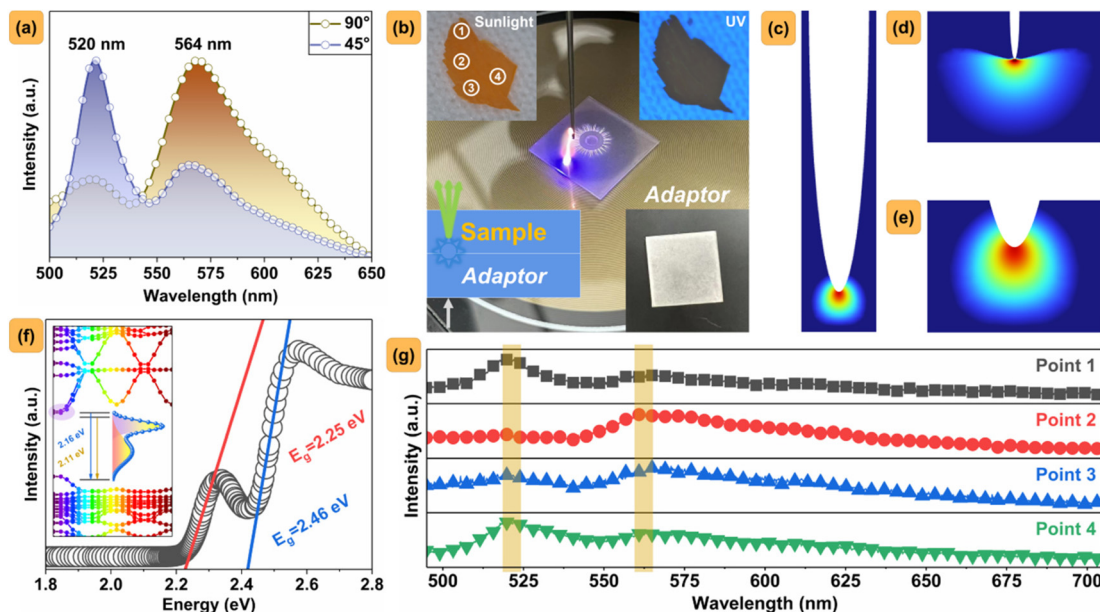 (a)
520 nm
564 nm
90°
45°
Intensity (a.u.)
500 525 550 575 600 625 650
Wavelength (nm)
(b)
Sunlight
UV
1
2
3
4
Adaptor
Sample
Adaptor
(c)
(d)
(e)
(f)
2.16 eV
2.11 eV
Eg=2.25 eV
Eg=2.46 eV
Intensity (a.u.)
1.8 2.0 2.2 2.4 2.6 2.8
Energy (eV)
(g)
Point 1
Point 2
Point 3
Point 4
Intensity (a.u.)
500 525 550 575 600 625 650 675 700
Wavelength (nm)